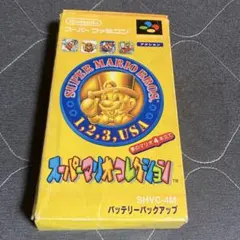 Nintendo
スーパーファミコン
アクション
SUPER MARIO BROS.
1,2,3,USA
スーパーマリオコレクション
SHVC-4M
バッテリーバックアップ